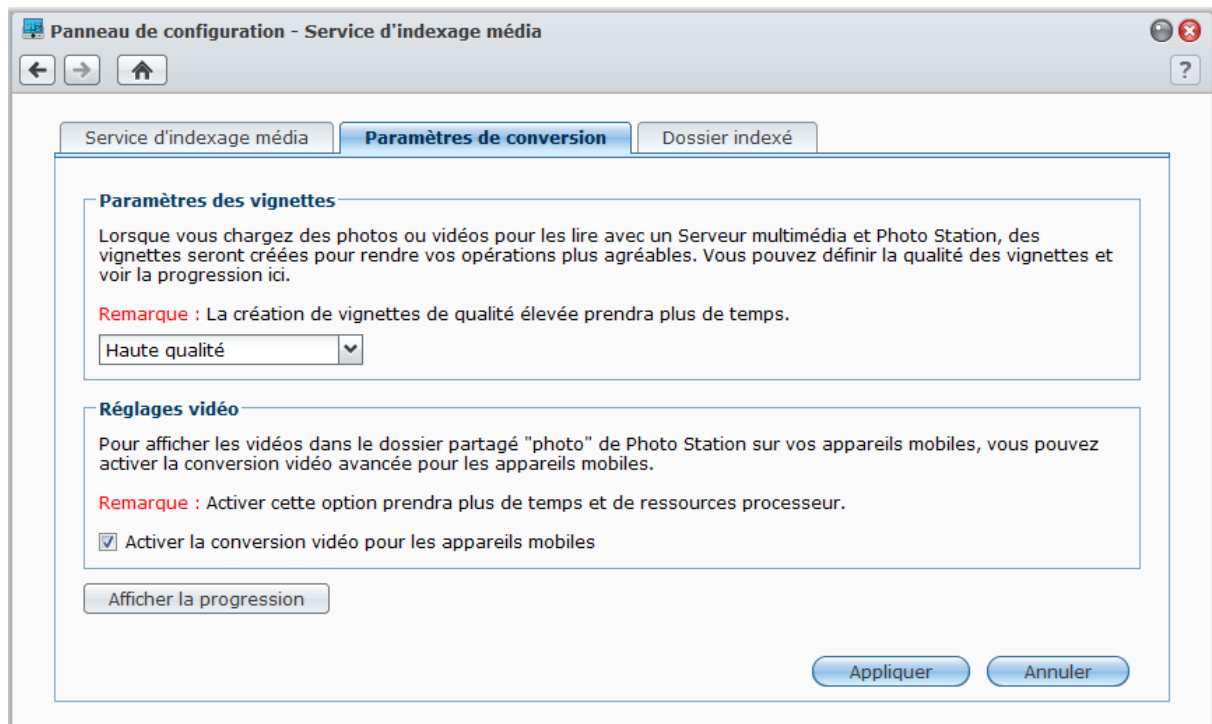 Panneau de configuration - Service d'indexage média
?
Service d'indexage média
Paramètres de conversion
Dossier indexé
Paramètres des vignettes
Lorsque vous chargez des photos ou vidéos pour les lire avec un Serveur multimédia et Photo Station, des
vignettes seront créées pour rendre vos opérations plus agréables. Vous pouvez définir la qualité des vignettes et
voir la progression ici.
Remarque : La création de vignettes de qualité élevée prendra plus de temps.
Haute qualité
Réglages vidéo
Pour afficher les vidéos dans le dossier partagé "photo" de Photo Station sur vos appareils mobiles, vous pouvez
activer la conversion vidéo avancée pour les appareils mobiles.
Remarque : Activer cette option prendra plus de temps et de ressources processeur.
Activer la conversion vidéo pour les appareils mobiles
Afficher la progression
Appliquer
Annuler